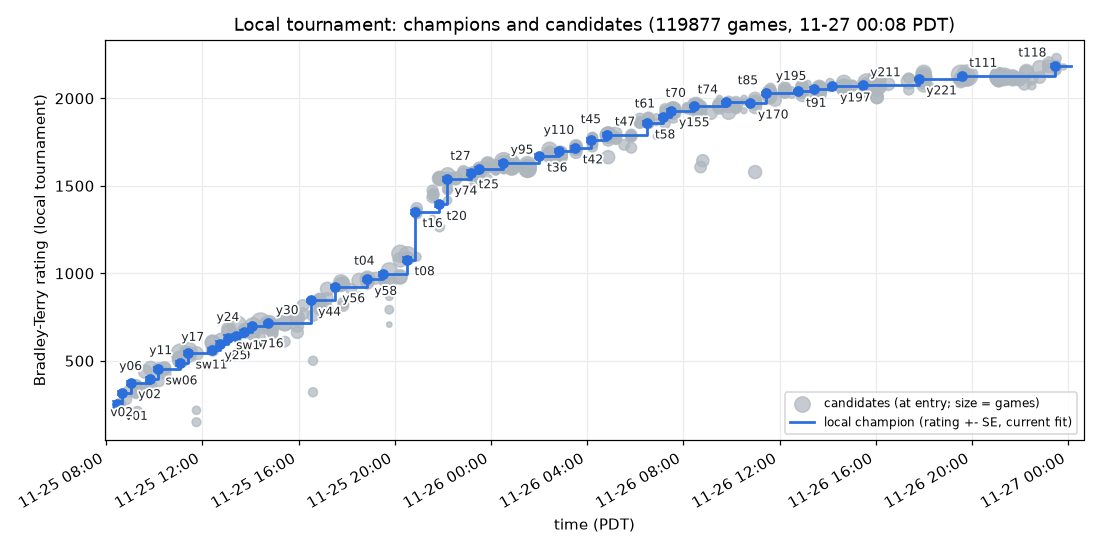 Local tournament: champions and candidates (119877 games, 11-27 00:08 PDT)
Bradley-Terry rating (local tournament)
2000
1500
1000
500
t118
t111
y211
y221
y195
y197
t85
t91
y170
t70
t74
t61
y155
t58
t45
t47
y110
t42
t36
y95
t27
t25
y74
t20
t16
t08
t04
y58
y56
y44
y30
y24
y17
sw11
y11
sw06
y06
y02
11-25 08:00
11-25 12:00
11-25 16:00
11-25 20:00
11-26 00:00
11-26 04:00
11-26 08:00
11-26 12:00
11-26 16:00
11-26 20:00
11-27 00:00
time (PDT)
candidates (at entry; size = games)
local champion (rating +- SE, current fit)